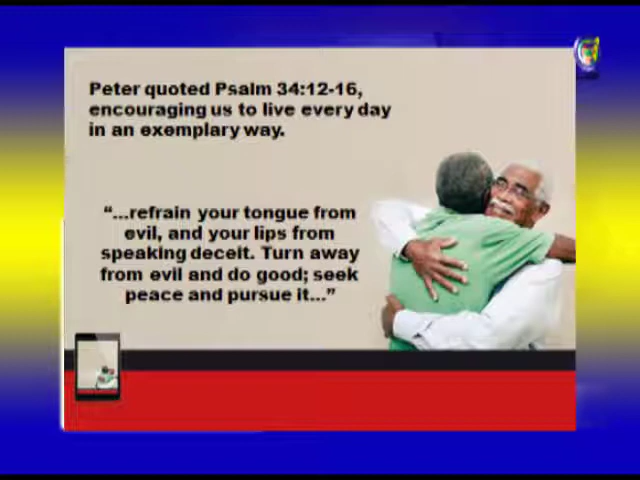 Peter quoted Psalm 34:12-16,
encouraging us to live every day
in an exemplary way.
“...refrain your tongue from
evil, and your lips from
speaking deceit. Turn away
from evil and do good; seek
peace and pursue it...”